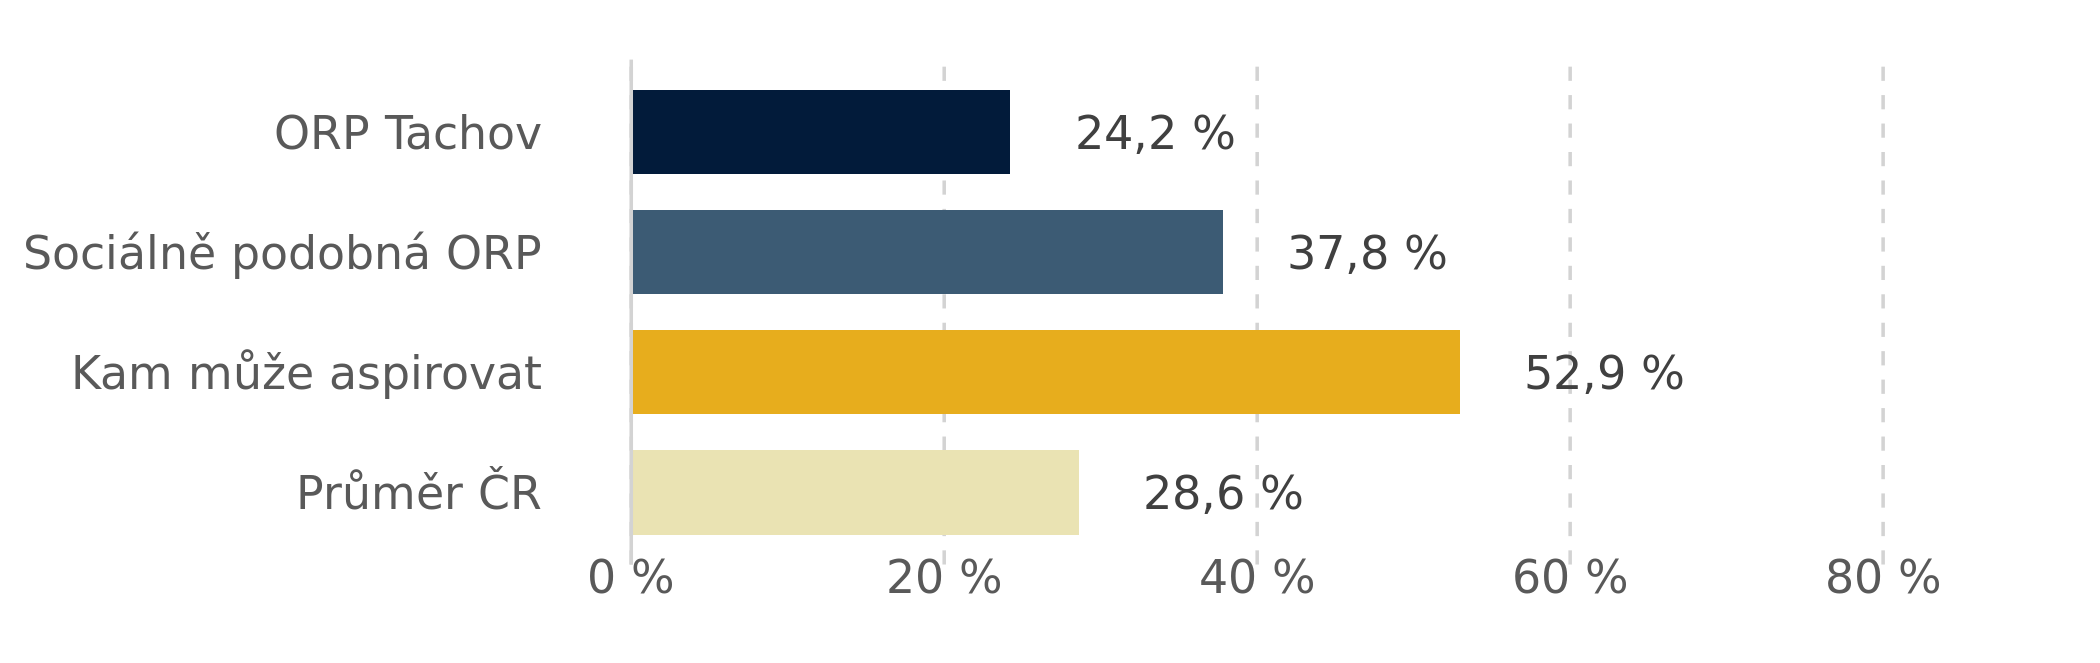 ORP Tachov 24,2 %
Sociálně podobná ORP 37,8 %
Kam může aspirovat 52,9 %
Průměr ČR 28,6 %
0 % 20 % 40 % 60 % 80 %